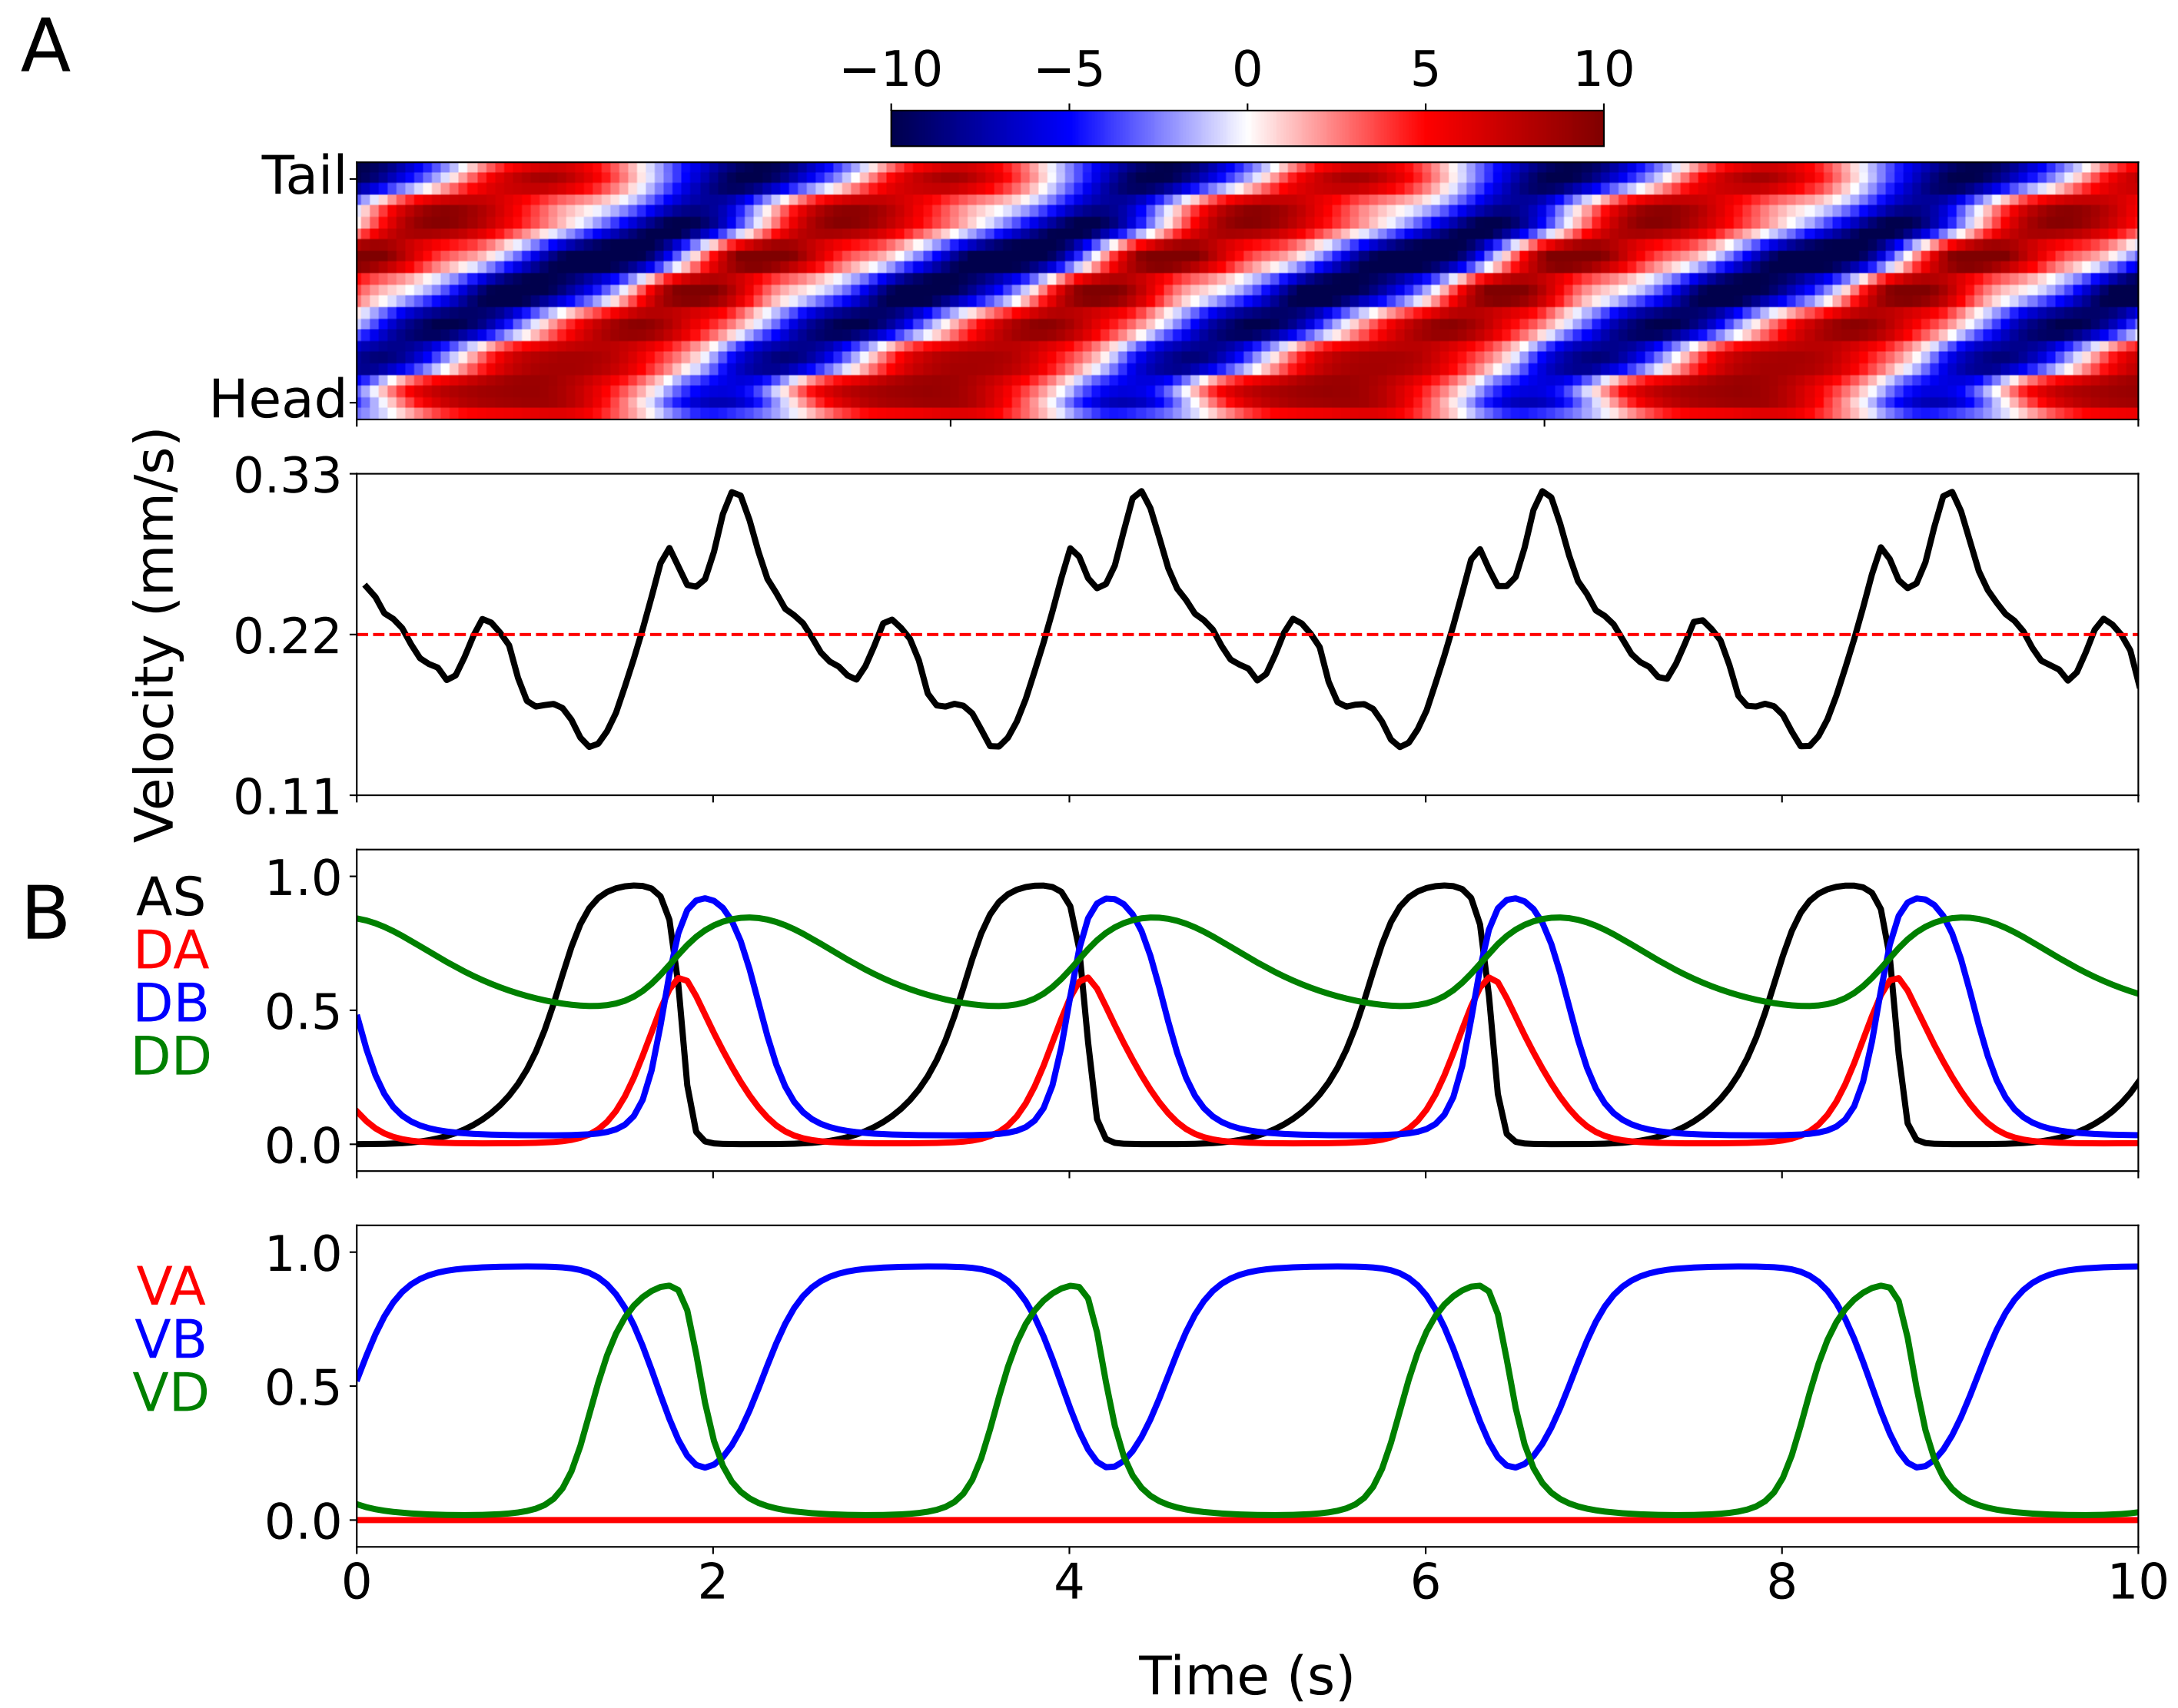 A
−10 −5 0 5 10
Tail
Head
Velocity (mm/s)
0.33
0.22
0.11
B
AS
DA
DB
DD
1.0
0.5
0.0
VA
VB
VD
1.0
0.5
0.0
0 2 4 6 8 10
Time (s)